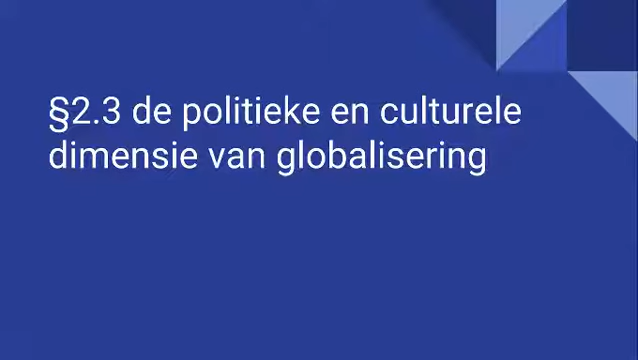 §2.3 de politieke en culturele
dimensie van globalisering